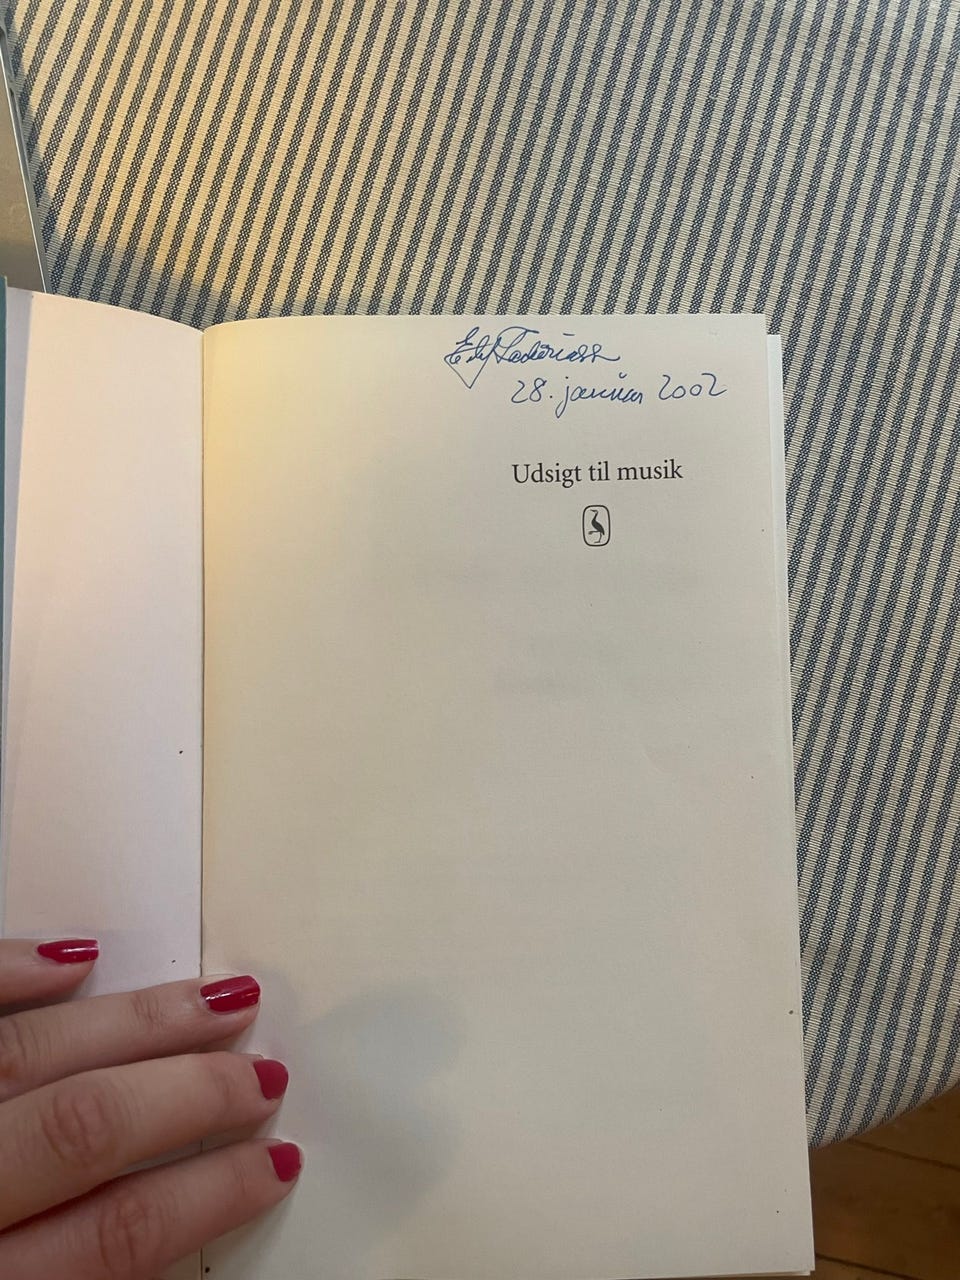 28. januar 2002
Udsigt til musik